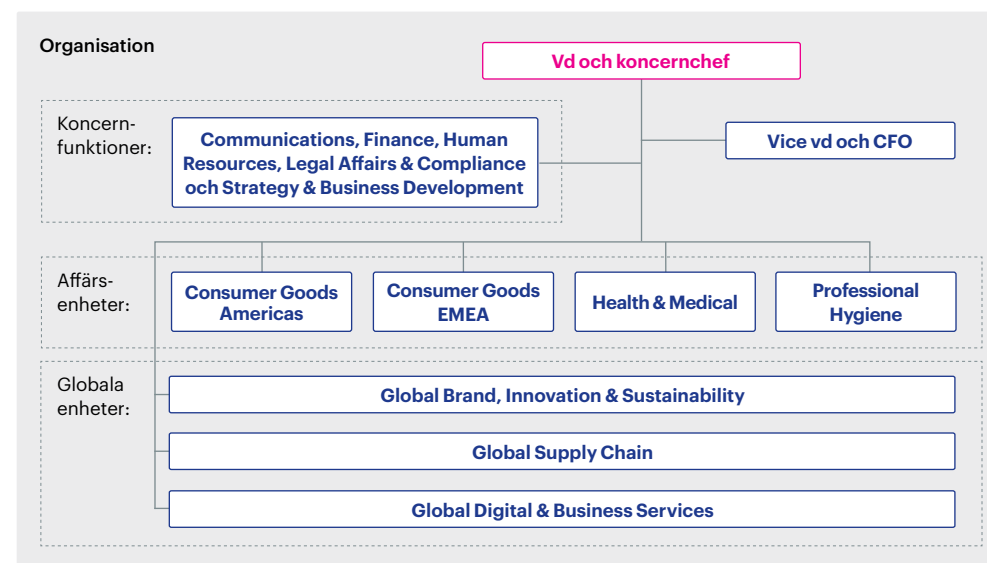 Organisation
Vd och koncernchef
Koncern-
funktioner:
Communications, Finance, Human
Resources, Legal Affairs & Compliance
och Strategy & Business Development
Vice vd och CFO
Affärs-
enheter:
Consumer Goods
Americas
Consumer Goods
EMEA
Health & Medical
Professional
Hygiene
Globala
enheter:
Global Brand, Innovation & Sustainability
Global Supply Chain
Global Digital & Business Services